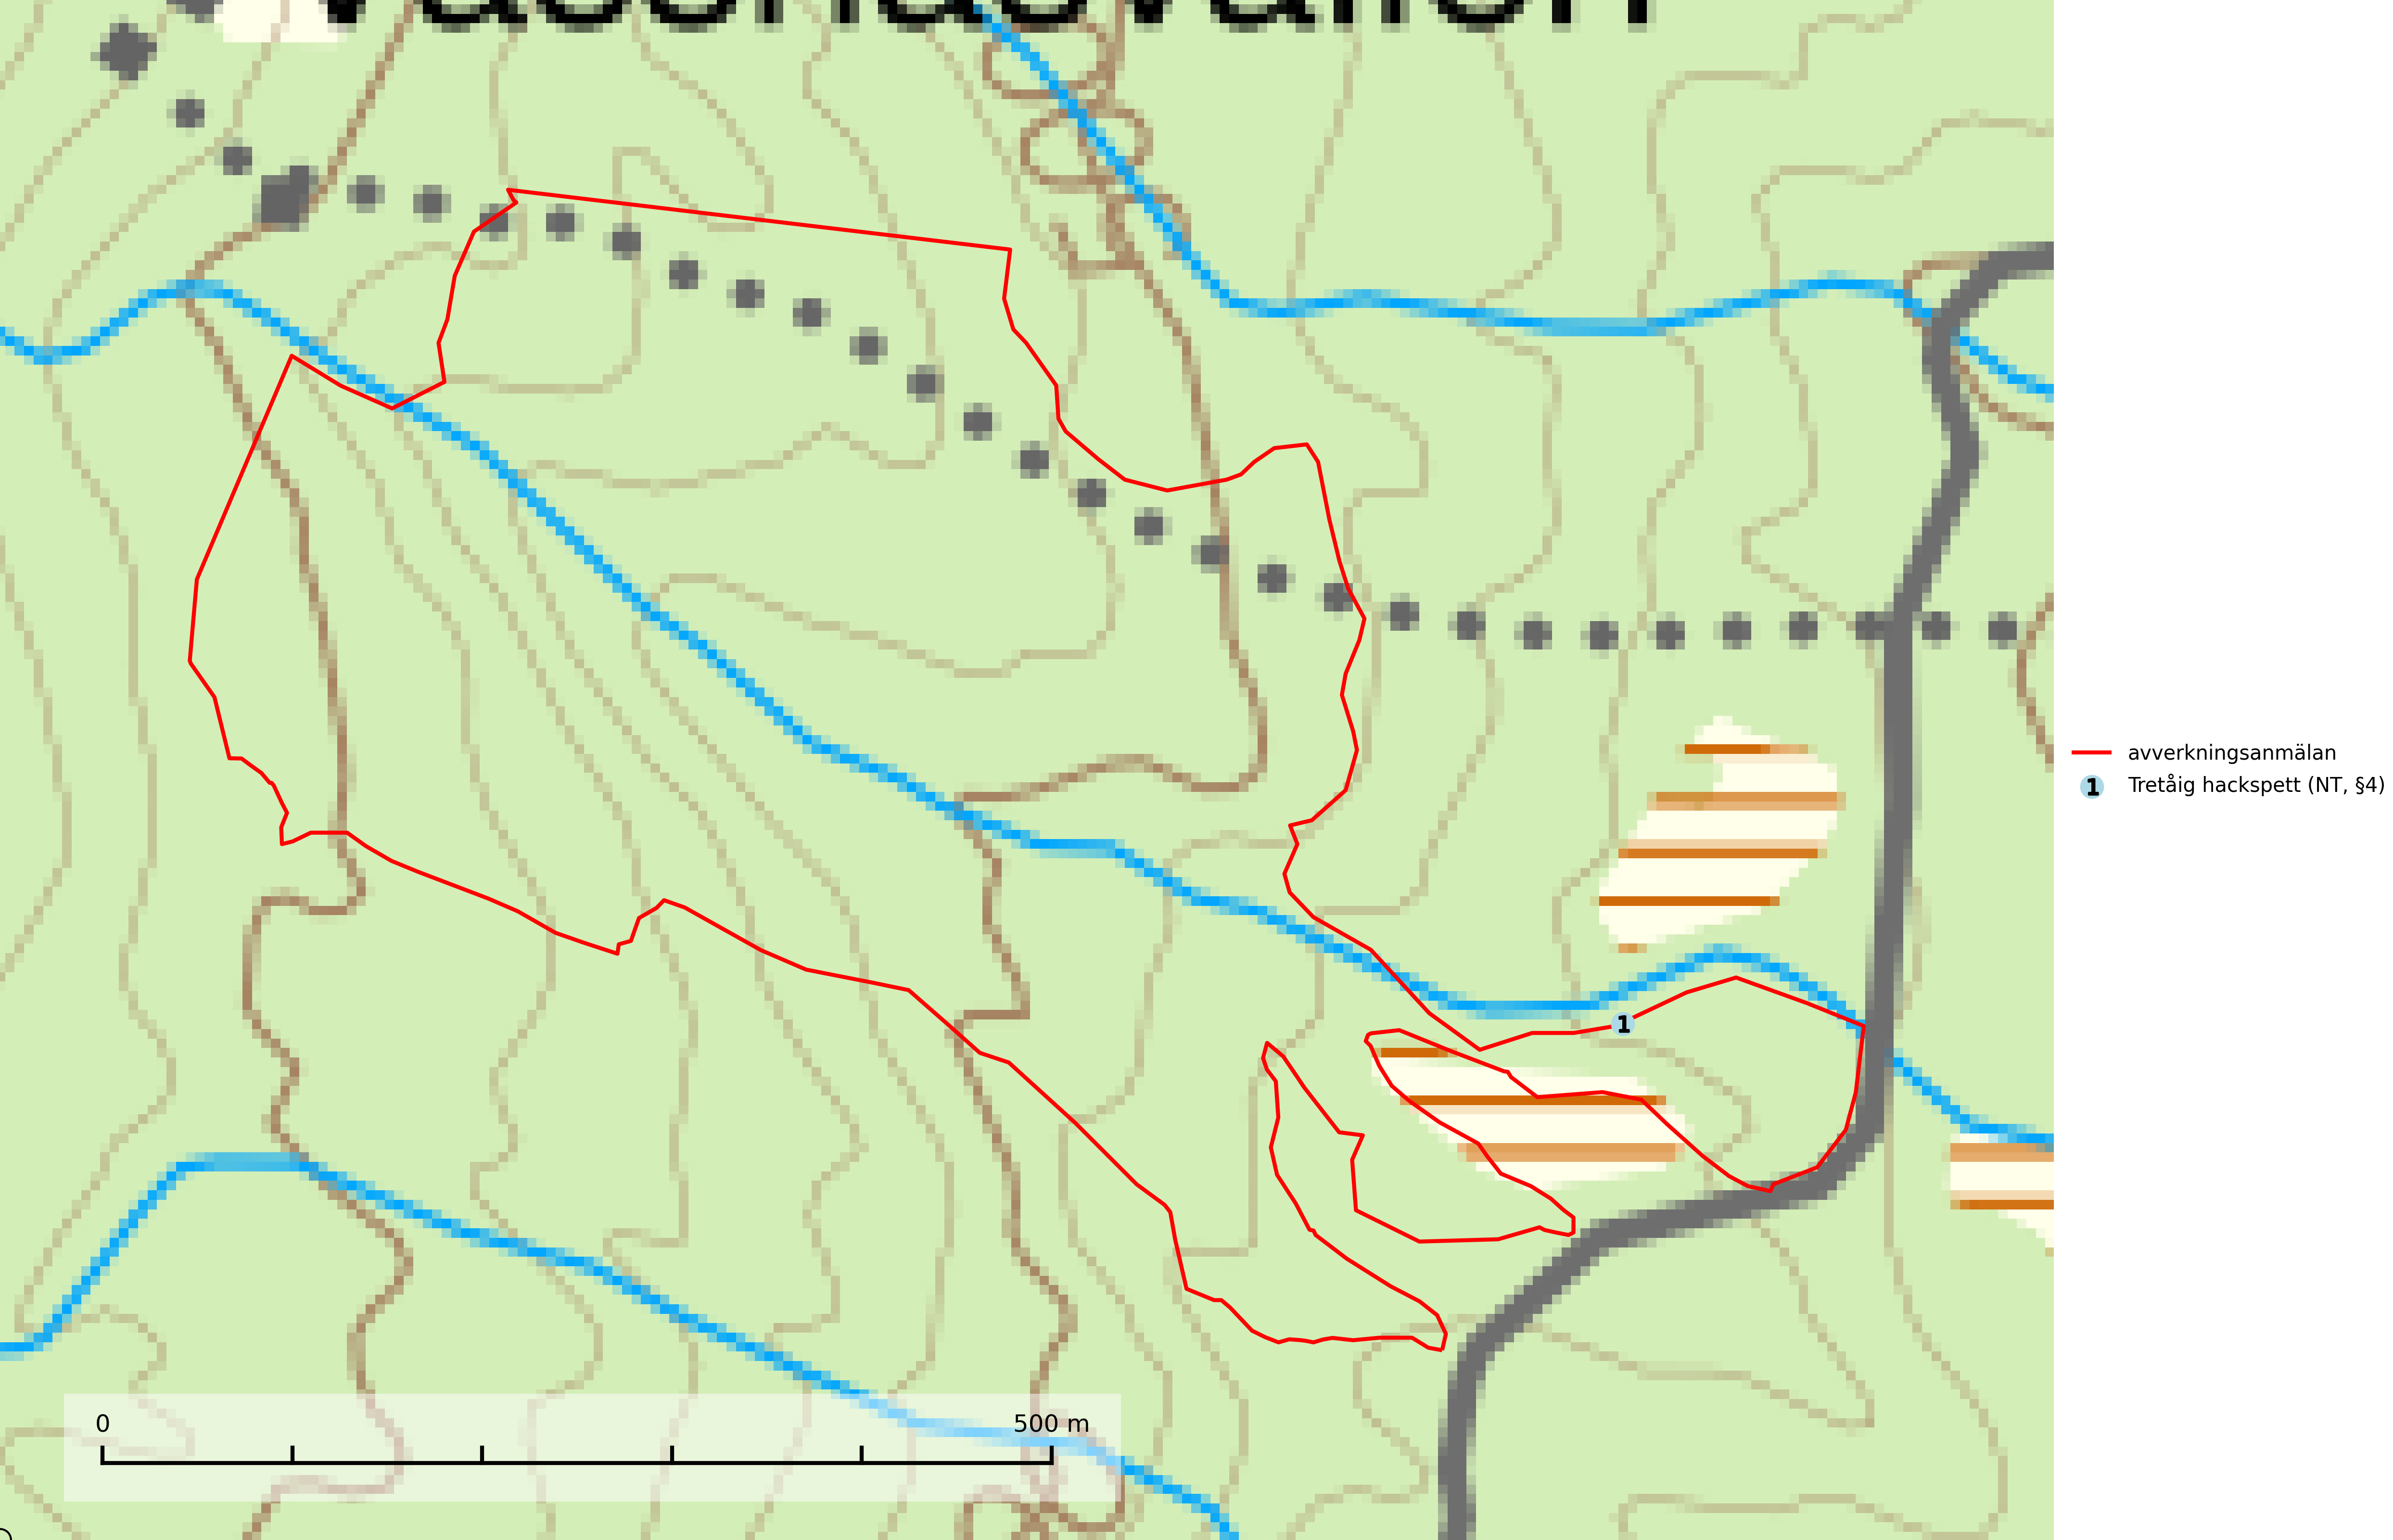 avverkningsanmälan
1 Tretåig hackspett (NT, §4)
1
0 500 m